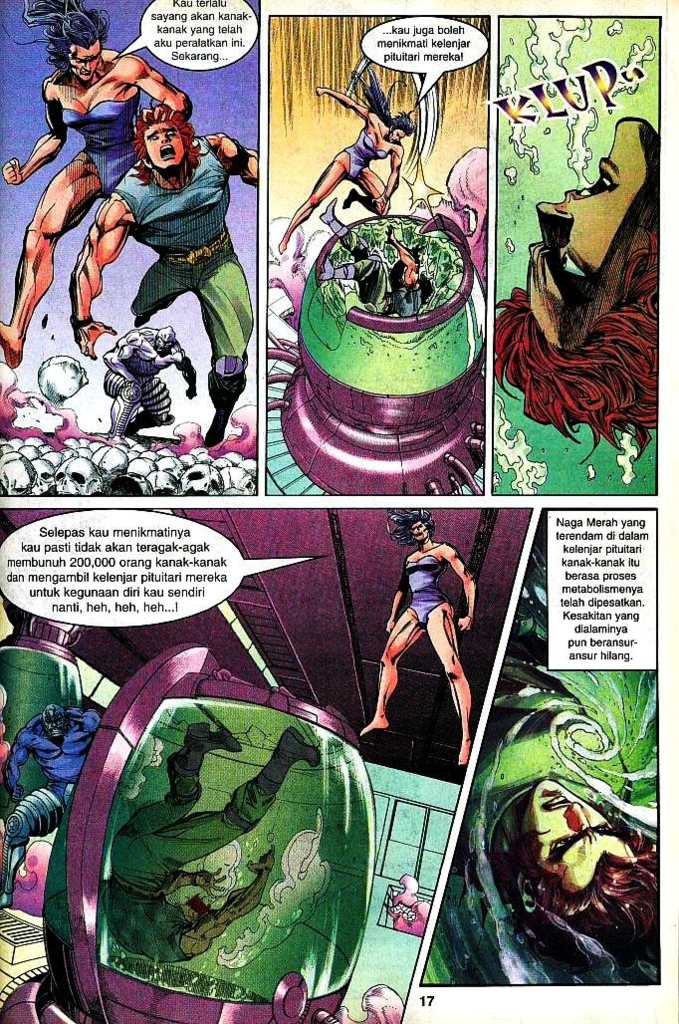 Kau terlalu
sayang akan kanak-
kanak yang telah
aku peralatkan ini.
Sekarang...
...kau juga boleh
menikmati kelenjar
pituitari mereka!
KLUP
Selepas kau menikmatinya
kau pasti tidak akan teragak-agak
membunuh 200,000 orang kanak-kanak
dan mengambil kelenjar pituitari mereka
untuk kegunaan diri kau sendiri
nanti, heh, heh, heh...!
Naga Merah yang
terendam di dalam
kelenjar pituitari
kanak-kanak itu
berasa proses
metabolismenya
telah dipesatkan.
Kesakitan yang
dialaminya
pun beransur-
ansur hilang.
17